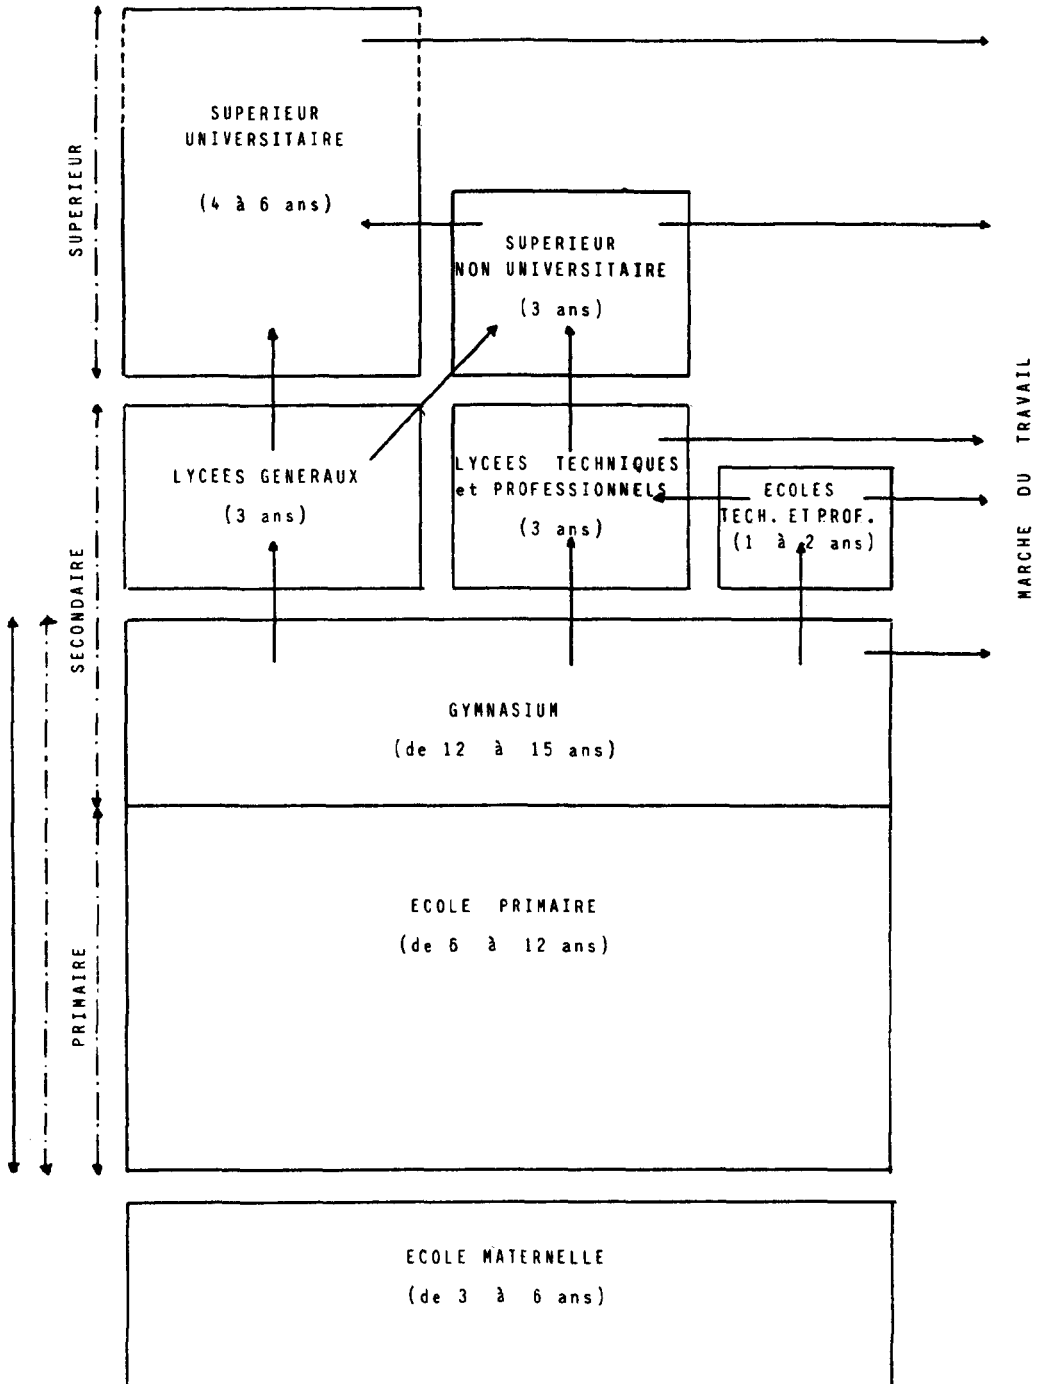 SUPERIEUR
SUPERIEUR
UNIVERSITAIRE
(4 à 6 ans)
SUPERIEUR
NON UNIVERSITAIRE
(3 ans)
MARCHE DU TRAVAIL
SECONDAIRE
LYCEES GENERAUX
(3 ans)
LYCEES TECHNIQUES
et PROFESSIONNELS
(3 ans)
ECOLES
TECH. ET PROF.
(1 à 2 ans)
GYMNASIUM
(de 12 à 15 ans)
PRIMAIRE
ECOLE PRIMAIRE
(de 6 à 12 ans)
ECOLE MATERNELLE
(de 3 à 6 ans)